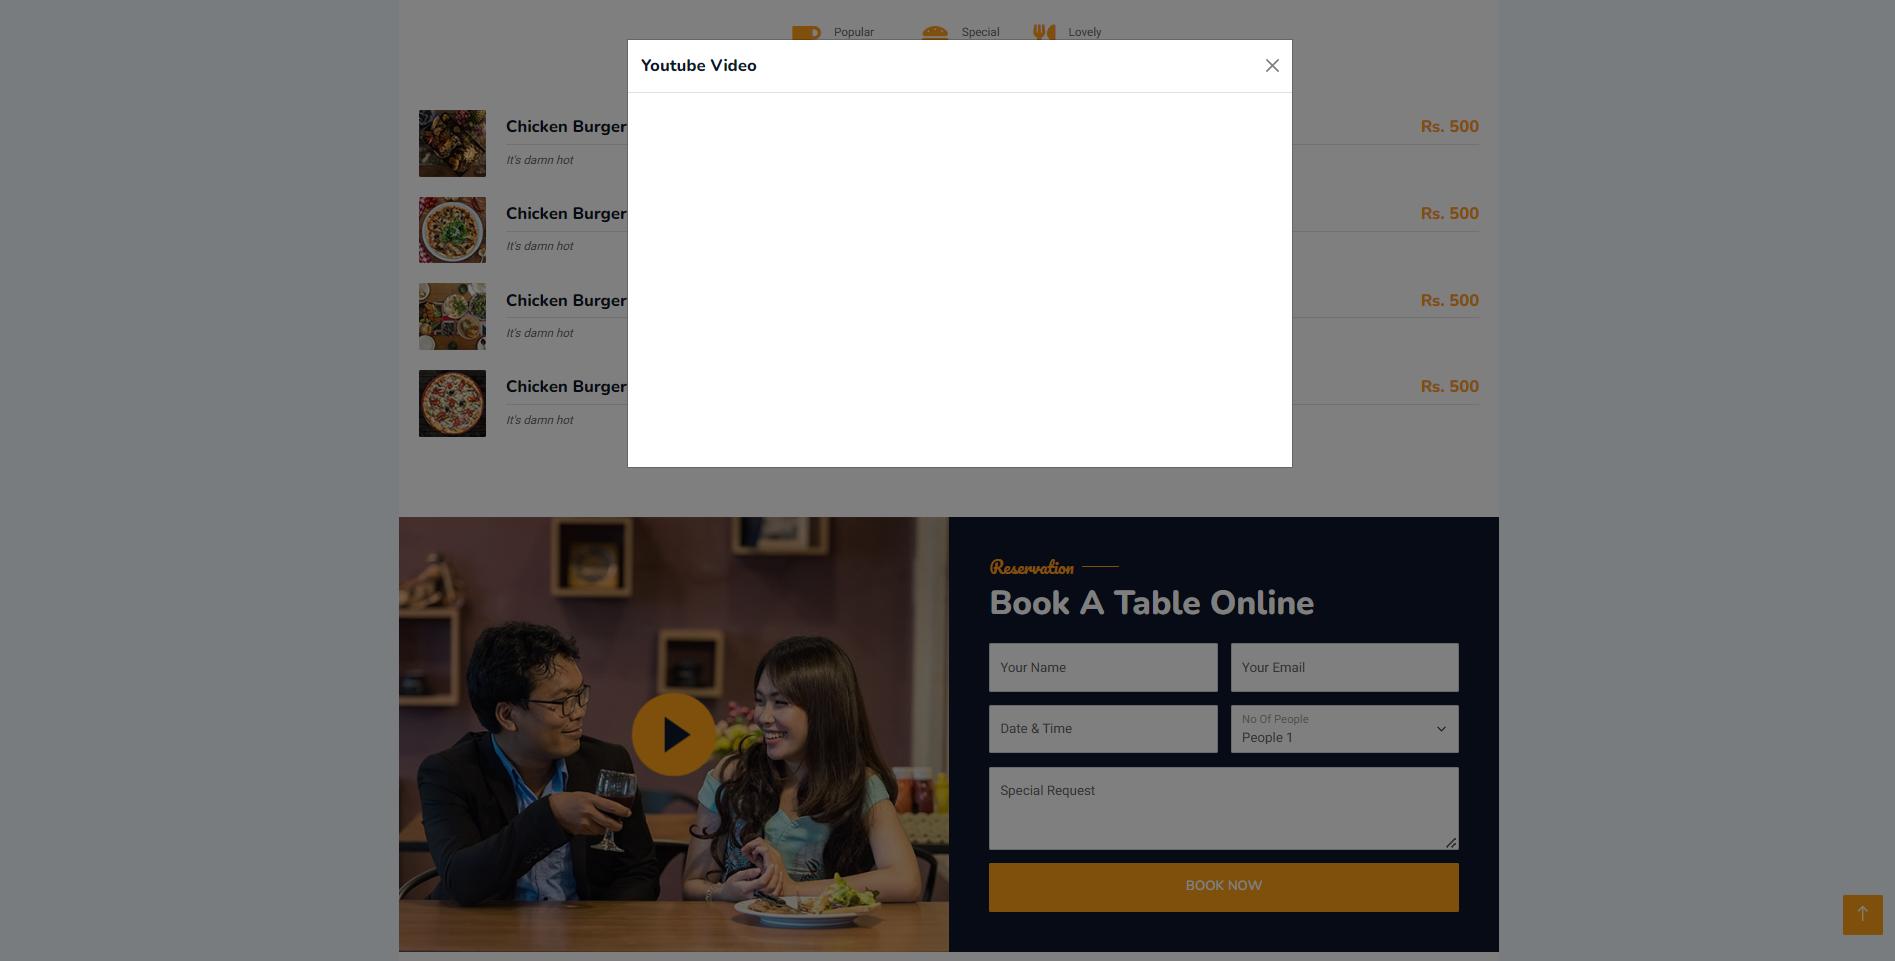 Popular Special Lovely
Youtube Video
Chicken Burger Rs. 500
It's damn hot
Chicken Burger Rs. 500
It's damn hot
Chicken Burger Rs. 500
It's damn hot
Chicken Burger Rs. 500
It's damn hot
Reservation
Book A Table Online
Your Name Your Email
Date & Time No Of People
People 1
Special Request
BOOK NOW